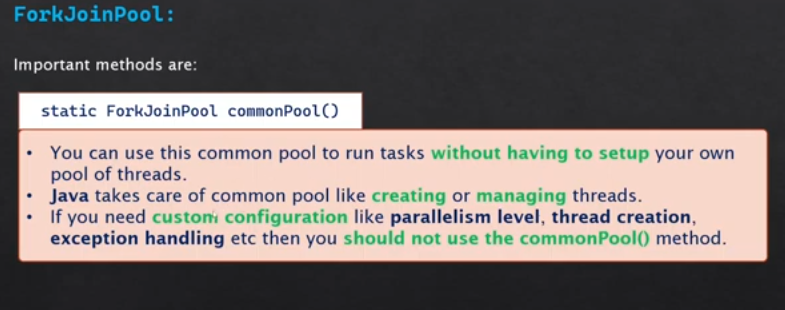 ForkJoinPool:
Important methods are:
static ForkJoinPool commonPool()
• You can use this common pool to run tasks without having to setup your own
pool of threads.
• Java takes care of common pool like creating or managing threads.
• If you need custom configuration like parallelism level, thread creation,
exception handling etc then you should not use the commonPool() method.